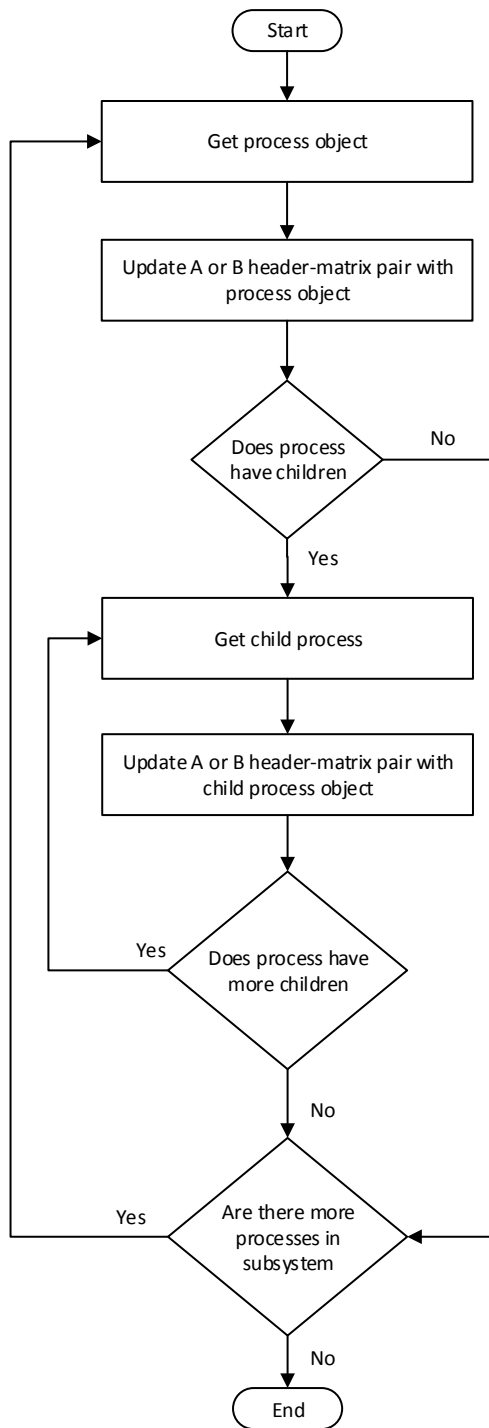 Start
Get process object
Update A or B header-matrix pair with
process object
Does process
have children
No
Yes
Get child process
Update A or B header-matrix pair with
child process object
Does process have
more children
Yes
No
Are there more
processes in
subsystem
Yes
No
End